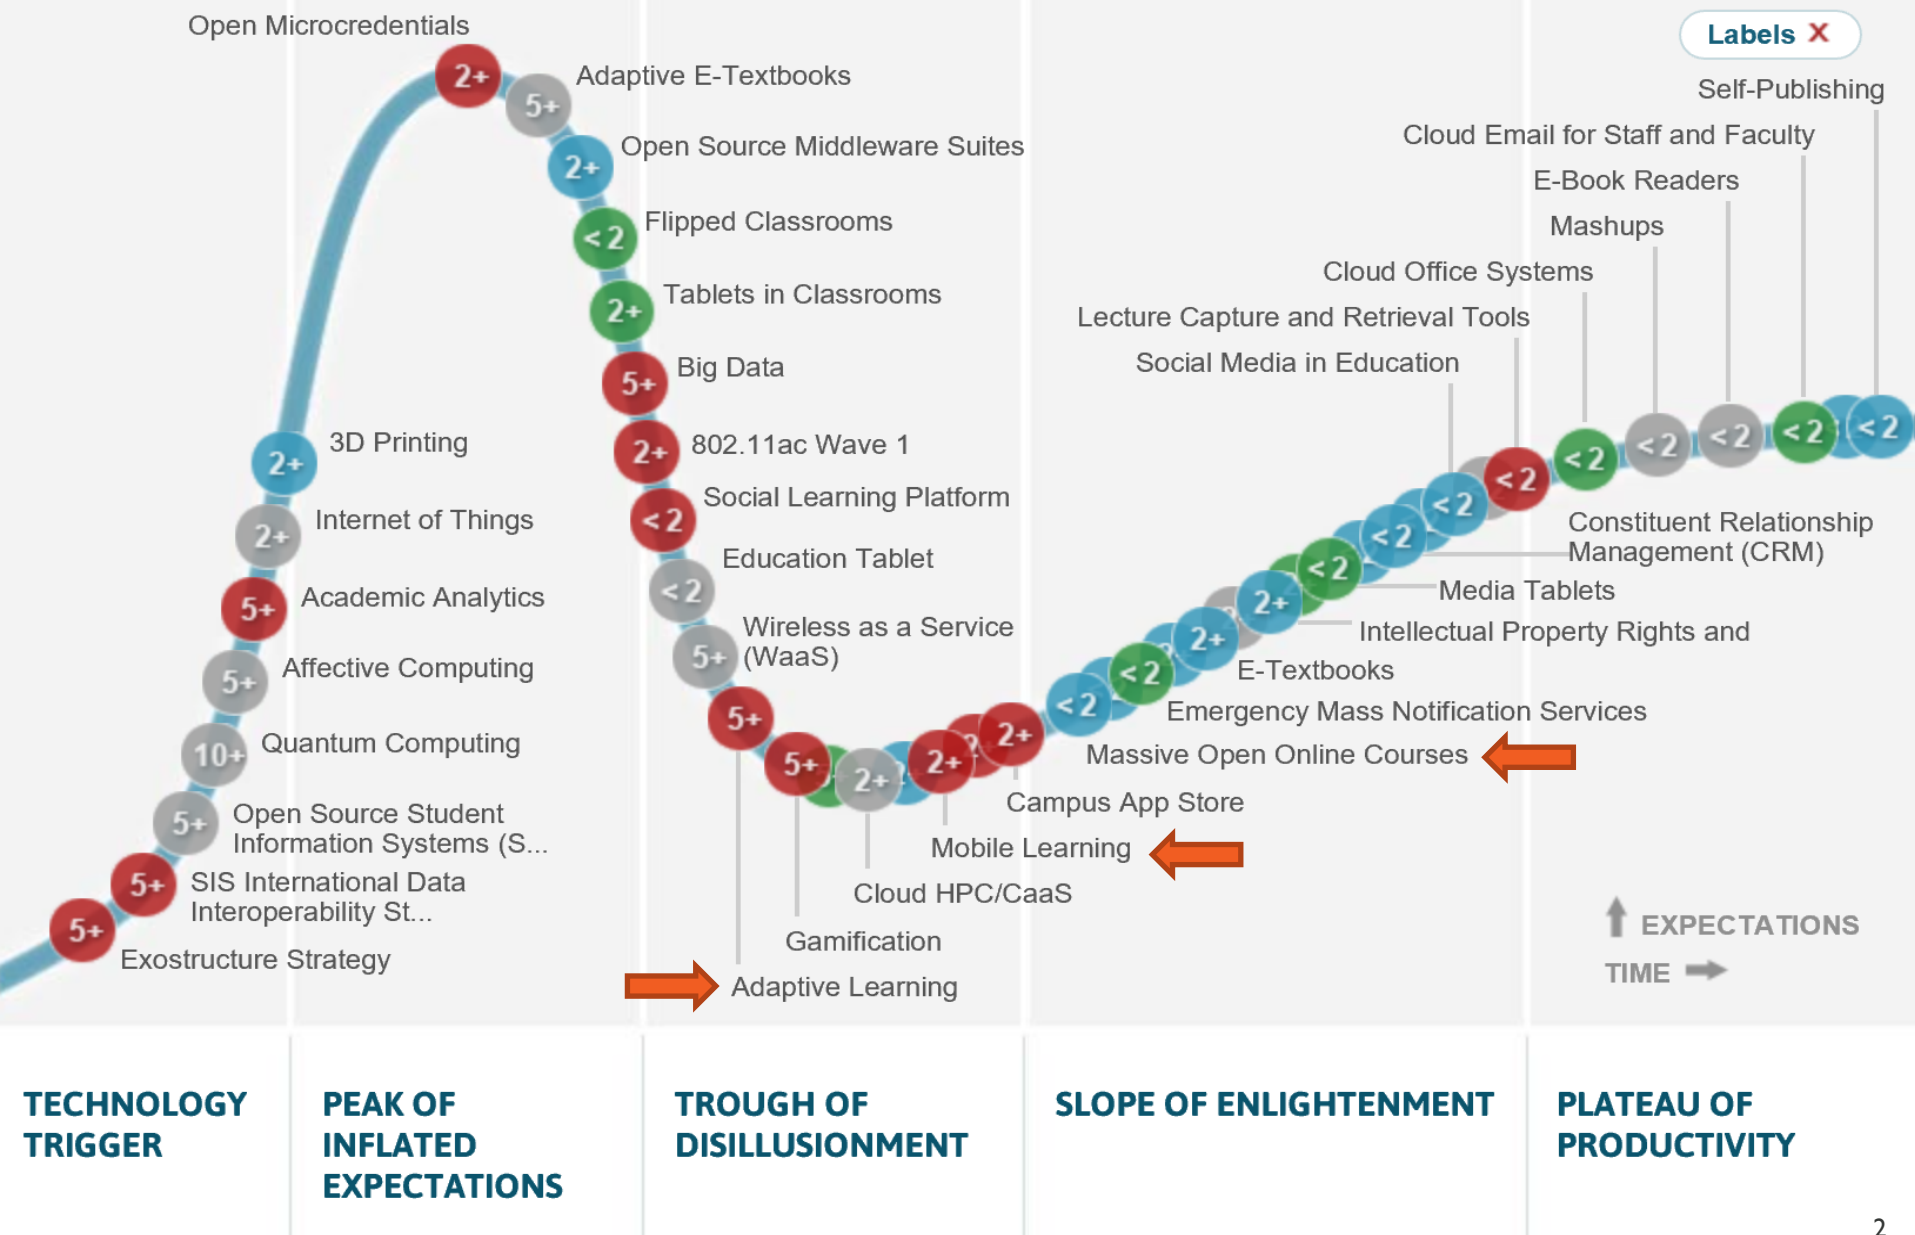 Open Microcredentials
Labels X
2+
Adaptive E-Textbooks
5+
Self-Publishing
Open Source Middleware Suites
2+
Cloud Email for Staff and Faculty
E-Book Readers
Flipped Classrooms
< 2
Mashups
Cloud Office Systems
Tablets in Classrooms
2+
Lecture Capture and Retrieval Tools
Social Media in Education
Big Data
5+
3D Printing
2+
802.11ac Wave 1
2+
< 2
< 2
< 2
< 2
< 2
< 2
< 2
Social Learning Platform
< 2
Internet of Things
2+
Constituent Relationship
Management (CRM)
< 2
Education Tablet
< 2
Media Tablets
< 2
Academic Analytics
5+
Intellectual Property Rights and
2+
Wireless as a Service
(WaaS)
5+
E-Textbooks
2+
Affective Computing
5+
Emergency Mass Notification Services
< 2
Massive Open Online Courses
< 2
Quantum Computing
10+
5+
5+
2+
2+
2+
Campus App Store
Open Source Student
Information Systems (S...
5+
Mobile Learning
Cloud HPC/CaaS
SIS International Data
Interoperability St...
5+
Gamification
EXPECTATIONS
Exostructure Strategy
5+
TIME
Adaptive Learning
TECHNOLOGY
TRIGGER
PEAK OF
INFLATED
EXPECTATIONS
TROUGH OF
DISILLUSIONMENT
SLOPE OF ENLIGHTENMENT
PLATEAU OF
PRODUCTIVITY
2